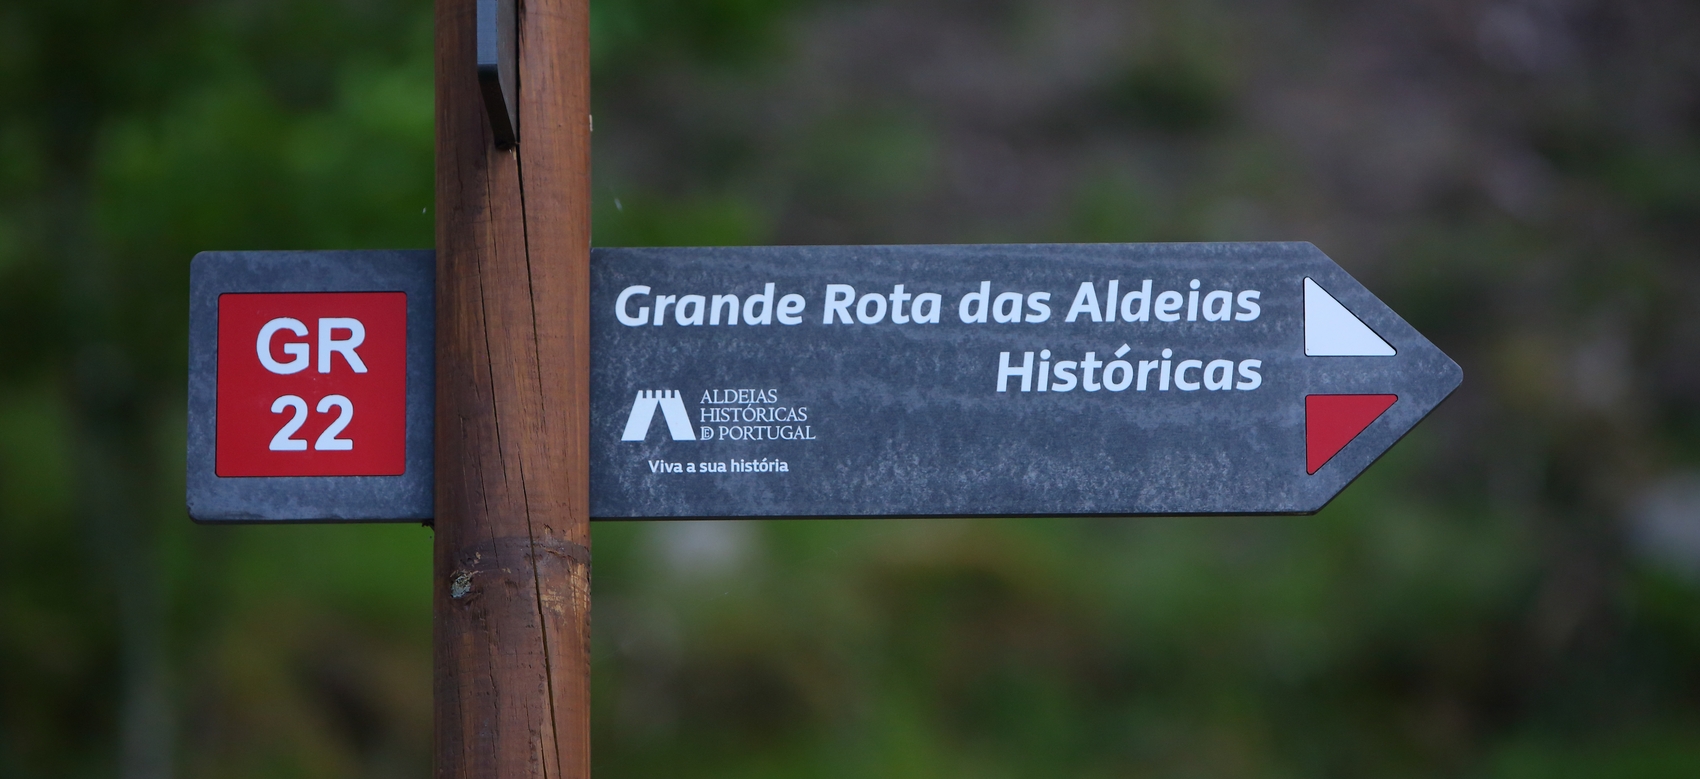 GR
22
Grande Rota das Aldeias
Históricas
ALDEIAS
HISTÓRICAS
DE PORTUGAL
Viva a sua história